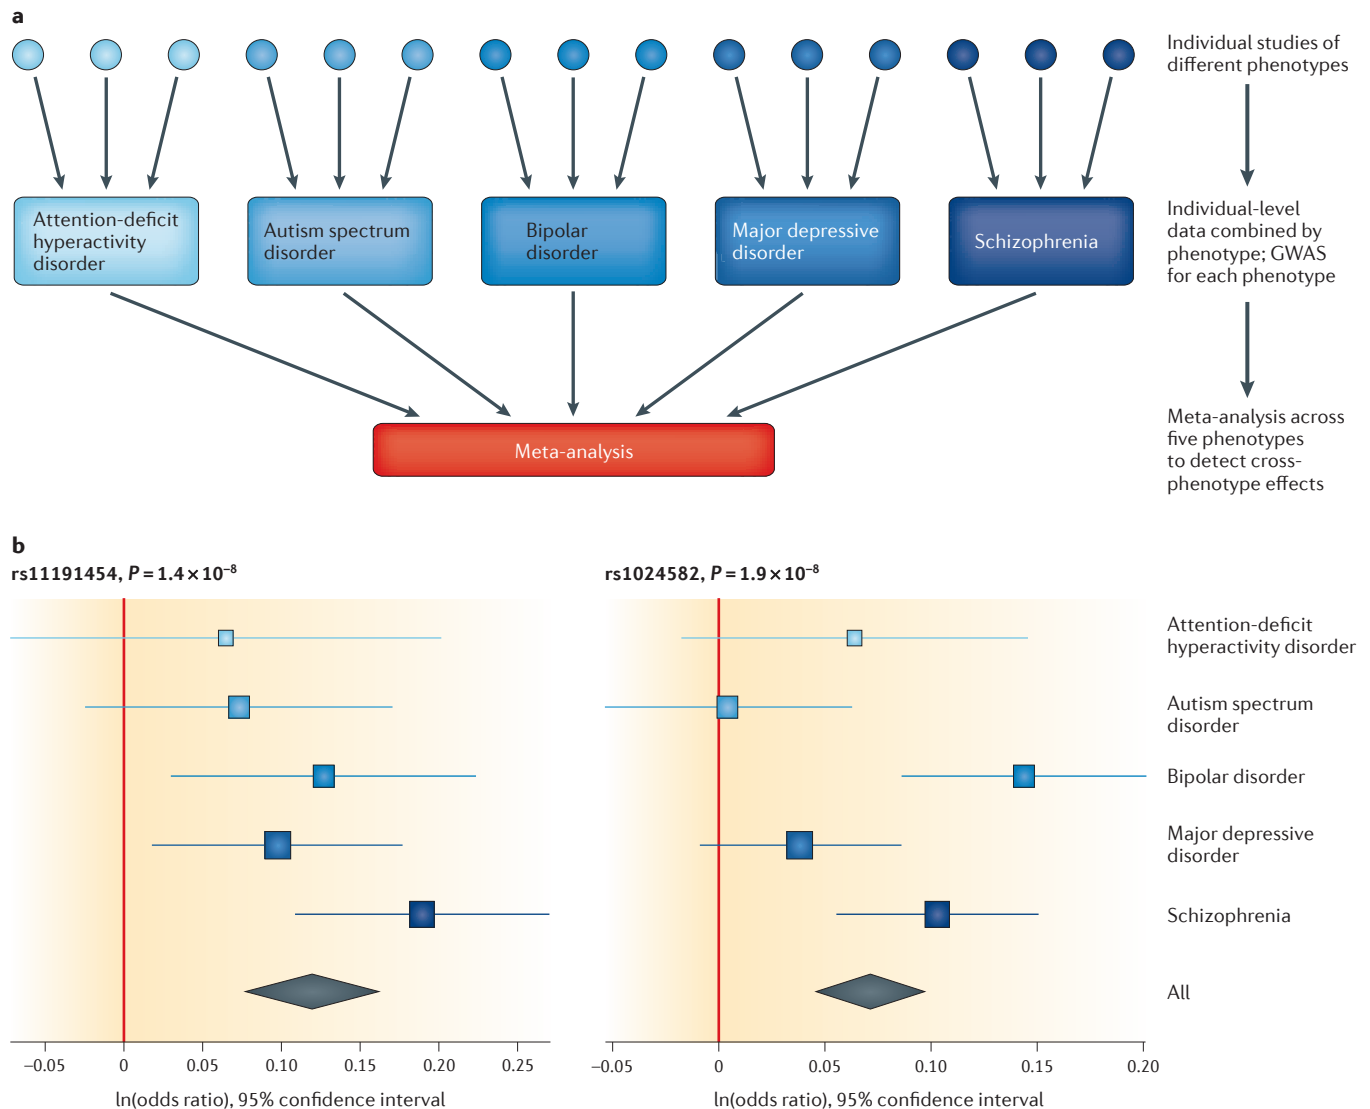 a
Individual studies of
different phenotypes
Attention-deficit
hyperactivity
disorder
Autism spectrum
disorder
Bipolar
disorder
Major depressive
disorder
Schizophrenia
Individual-level
data combined by
phenotype; GWAS
for each phenotype
Meta-analysis
Meta-analysis across
five phenotypes
to detect cross-
phenotype effects
b
rs11191454, P = 1.4 × 10⁻⁸
rs1024582, P = 1.9 × 10⁻⁸
Attention-deficit
hyperactivity disorder
Autism spectrum
disorder
Bipolar disorder
Major depressive
disorder
Schizophrenia
All
−0.05 0 0.05 0.10 0.15 0.20 0.25
−0.05 0 0.05 0.10 0.15 0.20
ln(odds ratio), 95% confidence interval
ln(odds ratio), 95% confidence interval